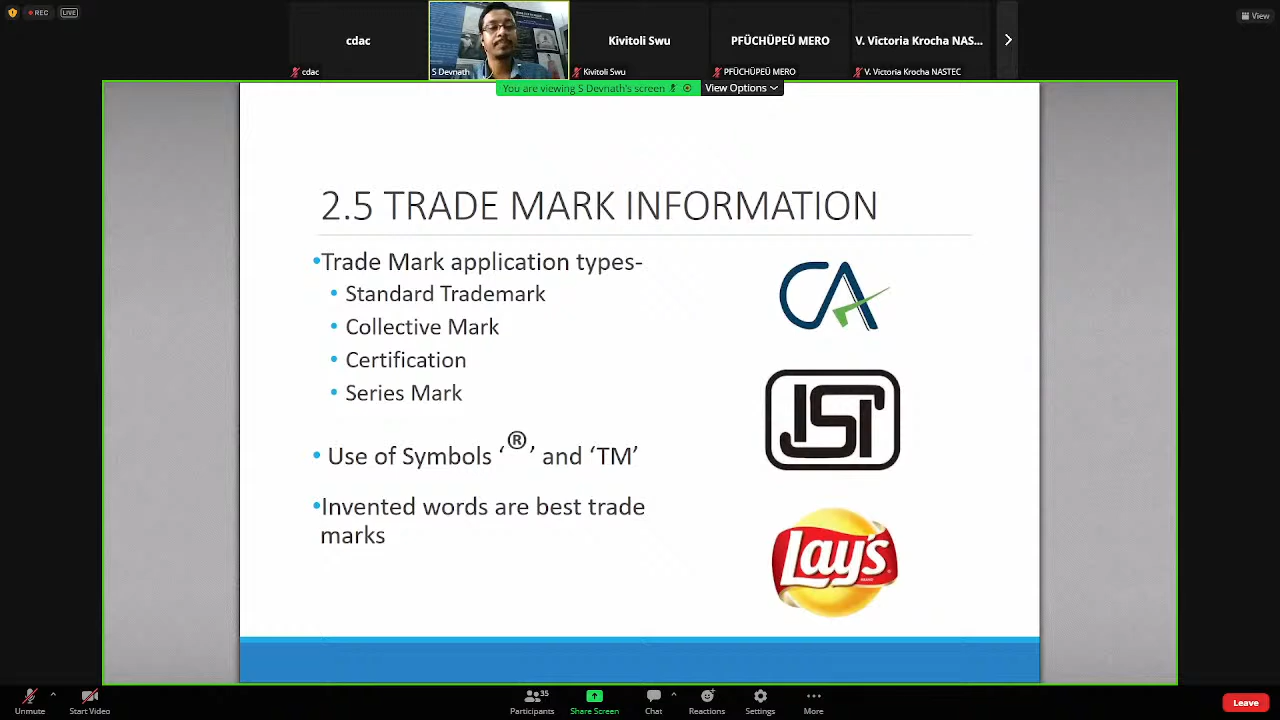 REC
LIVE
View
cdac
Kivitoli Swu
PFÜCHÜPEÜ MERO
V. Victoria Krocha NAS...
cdac
S Devnath
Kivitoli Swu
PFÜCHÜPEÜ MERO
V. Victoria Krocha NASTEC
You are viewing S Devnath's screen
View Options
2.5 TRADE MARK INFORMATION
•Trade Mark application types-
• Standard Trademark
• Collective Mark
• Certification
• Series Mark
• Use of Symbols ‘®’ and ‘TM’
•Invented words are best trade
marks
CA
ISI
Lay's
Unmute
Start Video
35
Participants
Share Screen
Chat
Reactions
Settings
More
Leave